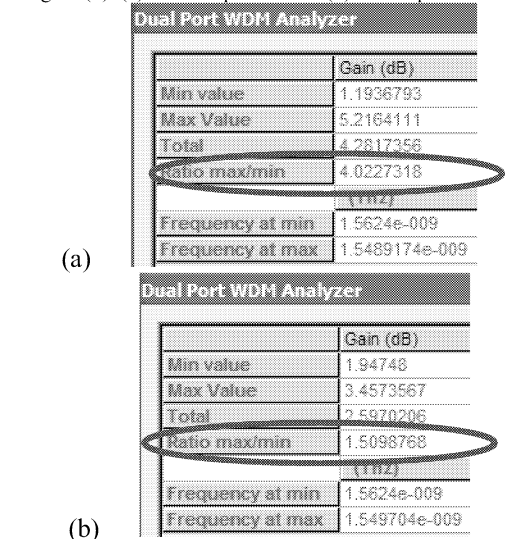 Dual Port WDM Analyzer
Gain (dB)
Min value 1.1936793
Max Value 5.2164111
Total 4.2817356
Ratio max/min 4.0227318
(THz)
Frequency at min 1.5624e-009
Frequency at max 1.5489174e-009
(a)
Dual Port WDM Analyzer
Gain (dB)
Min value 1.94748
Max Value 3.4573567
Total 2.5970206
Ratio max/min 1.5098768
(THz)
Frequency at min 1.5624e-009
Frequency at max 1.549704e-009
(b)